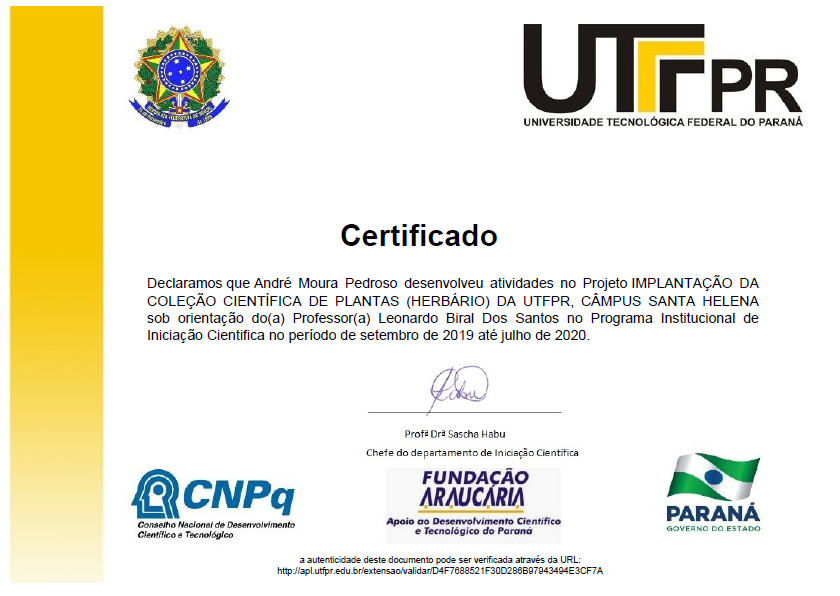 UTFPR
UNIVERSIDADE TECNOLÓGICA FEDERAL DO PARANÁ
Certificado
Declaramos que André Moura Pedroso desenvolveu atividades no Projeto IMPLANTAÇÃO DA
COLEÇÃO CIENTÍFICA DE PLANTAS (HERBÁRIO) DA UTFPR, CÂMPUS SANTA HELENA
sob orientação do(a) Professor(a) Leonardo Biral Dos Santos no Programa Institucional de
Iniciação Cientifica no período de setembro de 2019 até julho de 2020.
Profª Drª Sascha Habu
Chefe do departamento de Iniciação Científica
CNPq
Conselho Nacional de Desenvolvimento
Científico e Tecnológico
FUNDAÇÃO
ARAUCÁRIA
Apoio ao Desenvolvimento Científico
e Tecnológico do Paraná
PARANÁ
GOVERNO DO ESTADO
a autenticidade deste documento pode ser verificada através da URL:
http://apl.utfpr.edu.br/extensao/validar/D4F7688521F30D286B97943494E3CF7A